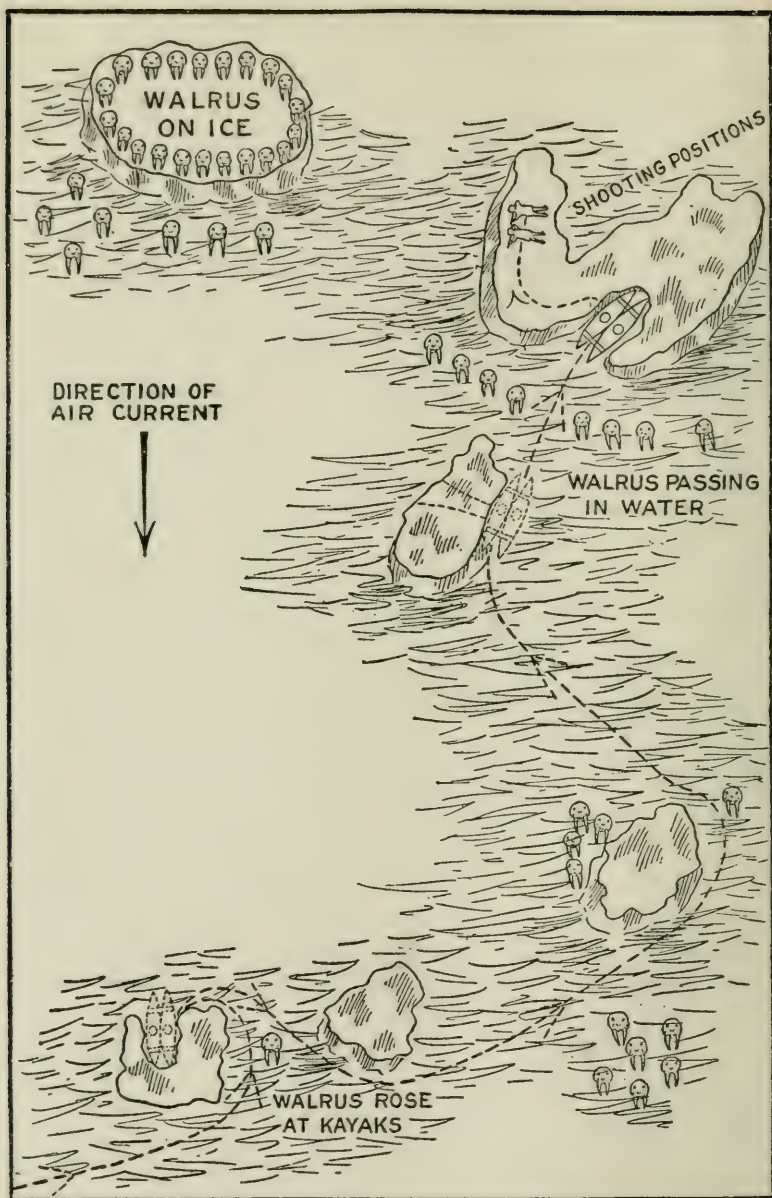 WALRUS
ON ICE
SHOOTING POSITIONS
DIRECTION OF
AIR CURRENT
WALRUS PASSING
IN WATER
WALRUS ROSE
AT KAYAKS